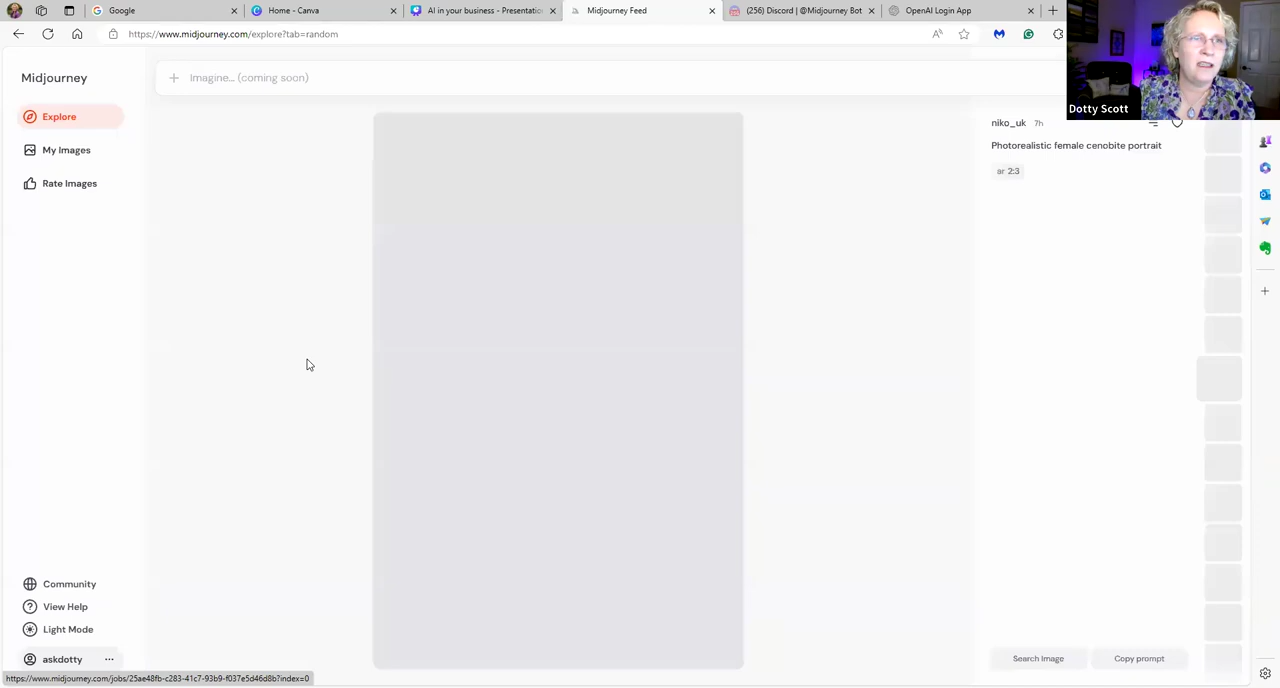 Google
Home - Canva
AI in your business - Presentatio
Midjourney Feed
(256) Discord | @Midjourney Bot
OpenAI Login App
https://www.midjourney.com/explore?tab=random
Dotty Scott
Midjourney
Imagine... (coming soon)
Explore
My Images
Rate Images
niko_uk 7h
Photorealistic female cenobite portrait
ar 2:3
Community
View Help
Light Mode
askdotty
Search Image
Copy prompt
https://www.midjourney.com/jobs/25ae48fb-c283-41c7-93b9-f037e5d46d8b?index=0